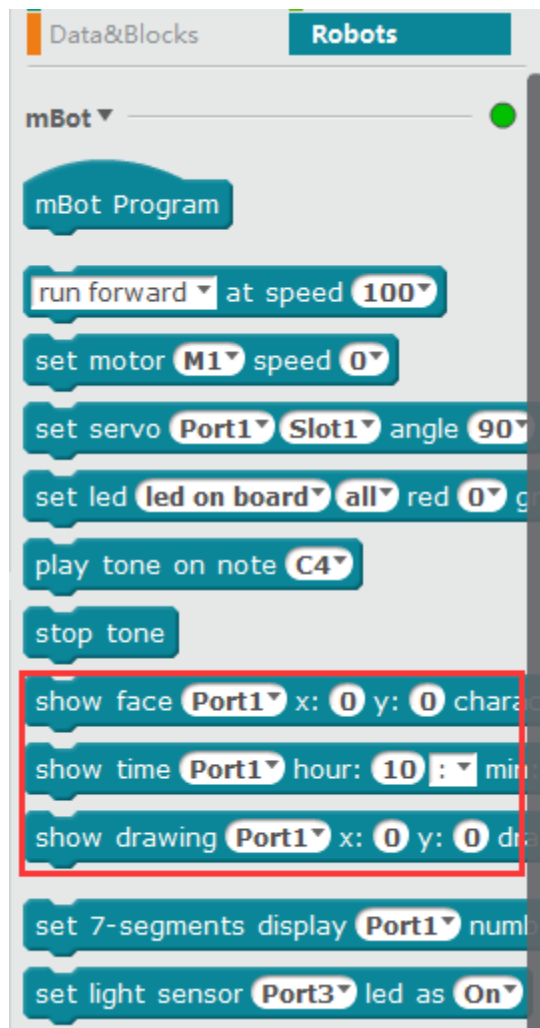 Data&Blocks Robots
mBot
mBot Program
run forward at speed 100
set motor M1 speed 0
set servo Port1 Slot1 angle 90
set led led on board all red 0
play tone on note C4
stop tone
show face Port1 x: 0 y: 0
show time Port1 hour: 10 : min
show drawing Port1 x: 0 y: 0
set 7-segments display Port1
set light sensor Port3 led as On